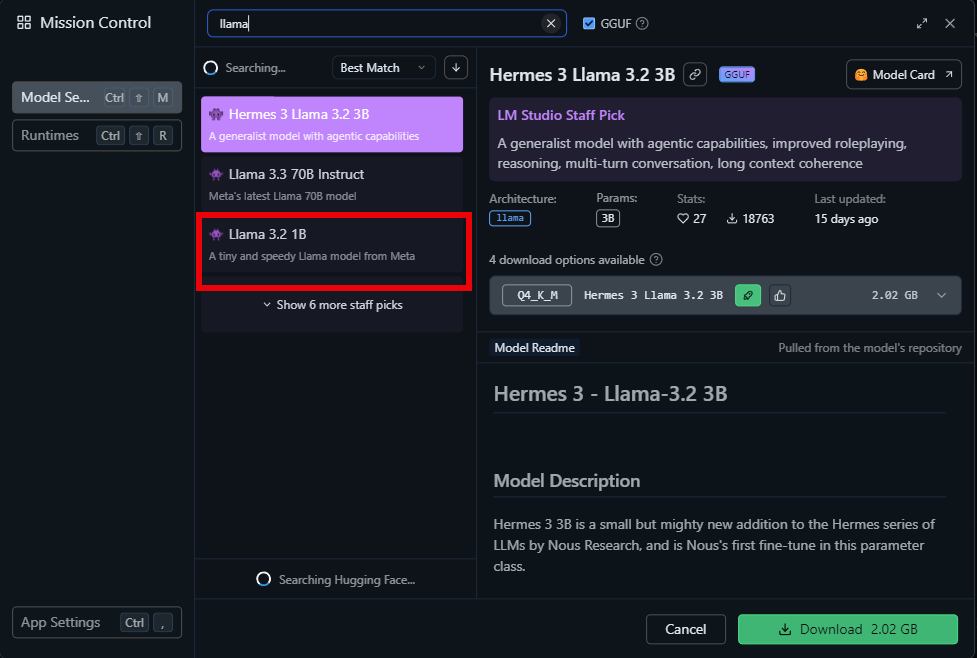 Mission Control
Model Se... Ctrl ⇧ M
Runtimes Ctrl ⇧ R
App Settings Ctrl ,
llama
GGUF
Searching...
Best Match
Hermes 3 Llama 3.2 3B
A generalist model with agentic capabilities
Llama 3.3 70B Instruct
Meta's latest Llama 70B model
Llama 3.2 1B
A tiny and speedy Llama model from Meta
Show 6 more staff picks
Searching Hugging Face...
Hermes 3 Llama 3.2 3B GGUF Model Card
LM Studio Staff Pick
A generalist model with agentic capabilities, improved roleplaying,
reasoning, multi-turn conversation, long context coherence
Architecture: Params: Stats: Last updated:
llama 3B 27 18763 15 days ago
4 download options available
Q4_K_M Hermes 3 Llama 3.2 3B 2.02 GB
Model Readme Pulled from the model's repository
Hermes 3 - Llama-3.2 3B
Model Description
Hermes 3 3B is a small but mighty new addition to the Hermes series of
LLMs by Nous Research, and is Nous's first fine-tune in this parameter
class.
Cancel Download 2.02 GB